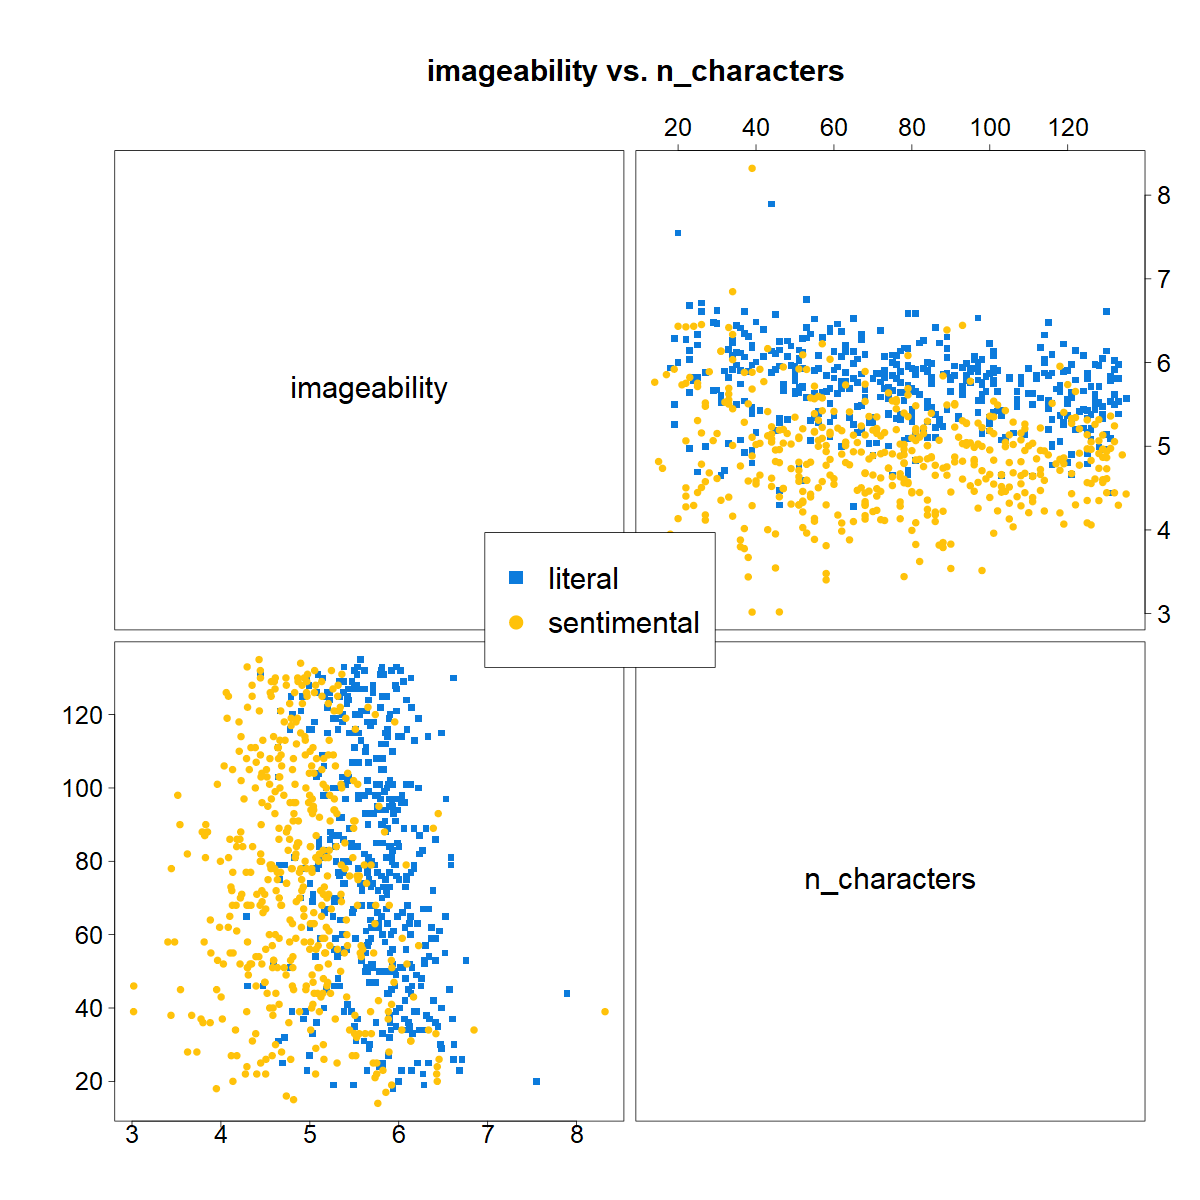 imageability vs. n_characters
20 40 60 80 100 120
imageability
8
7
6
5
4
3
literal
sentimental
120
100
80
60
40
20
n_characters
3 4 5 6 7 8